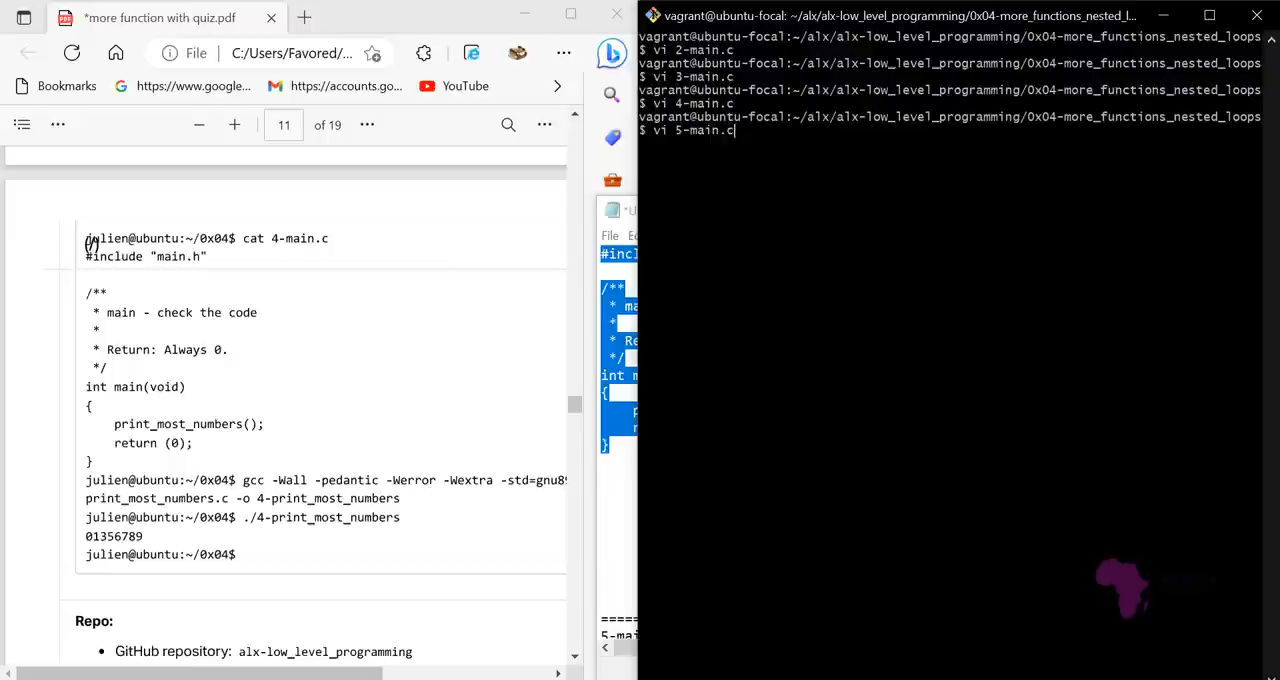 *more function with quiz.pdf
File
C:/Users/Favored/...
Bookmarks
https://www.google...
https://accounts.go...
YouTube
11
of 19
julien@ubuntu:~/0x04$ cat 4-main.c
(/)
#include "main.h"
/**
* main - check the code
*
* Return: Always 0.
*/
int main(void)
{
print_most_numbers();
return (0);
}
julien@ubuntu:~/0x04$ gcc -Wall -pedantic -Werror -Wextra -std=gnu89
print_most_numbers.c -o 4-print_most_numbers
julien@ubuntu:~/0x04$ ./4-print_most_numbers
01356789
julien@ubuntu:~/0x04$
Repo:
• GitHub repository: alx-low_level_programming
File
#incl
/**
* ma
*
* Re
*/
int m
{
}
=====
5-mai
vagrant@ubuntu-focal: ~/alx/alx-low_level_programming/0x04-more_functions_nested_l...
vagrant@ubuntu-focal:~/alx/alx-low_level_programming/0x04-more_functions_nested_loops
$ vi 2-main.c
vagrant@ubuntu-focal:~/alx/alx-low_level_programming/0x04-more_functions_nested_loops
$ vi 3-main.c
vagrant@ubuntu-focal:~/alx/alx-low_level_programming/0x04-more_functions_nested_loops
$ vi 4-main.c
vagrant@ubuntu-focal:~/alx/alx-low_level_programming/0x04-more_functions_nested_loops
$ vi 5-main.c